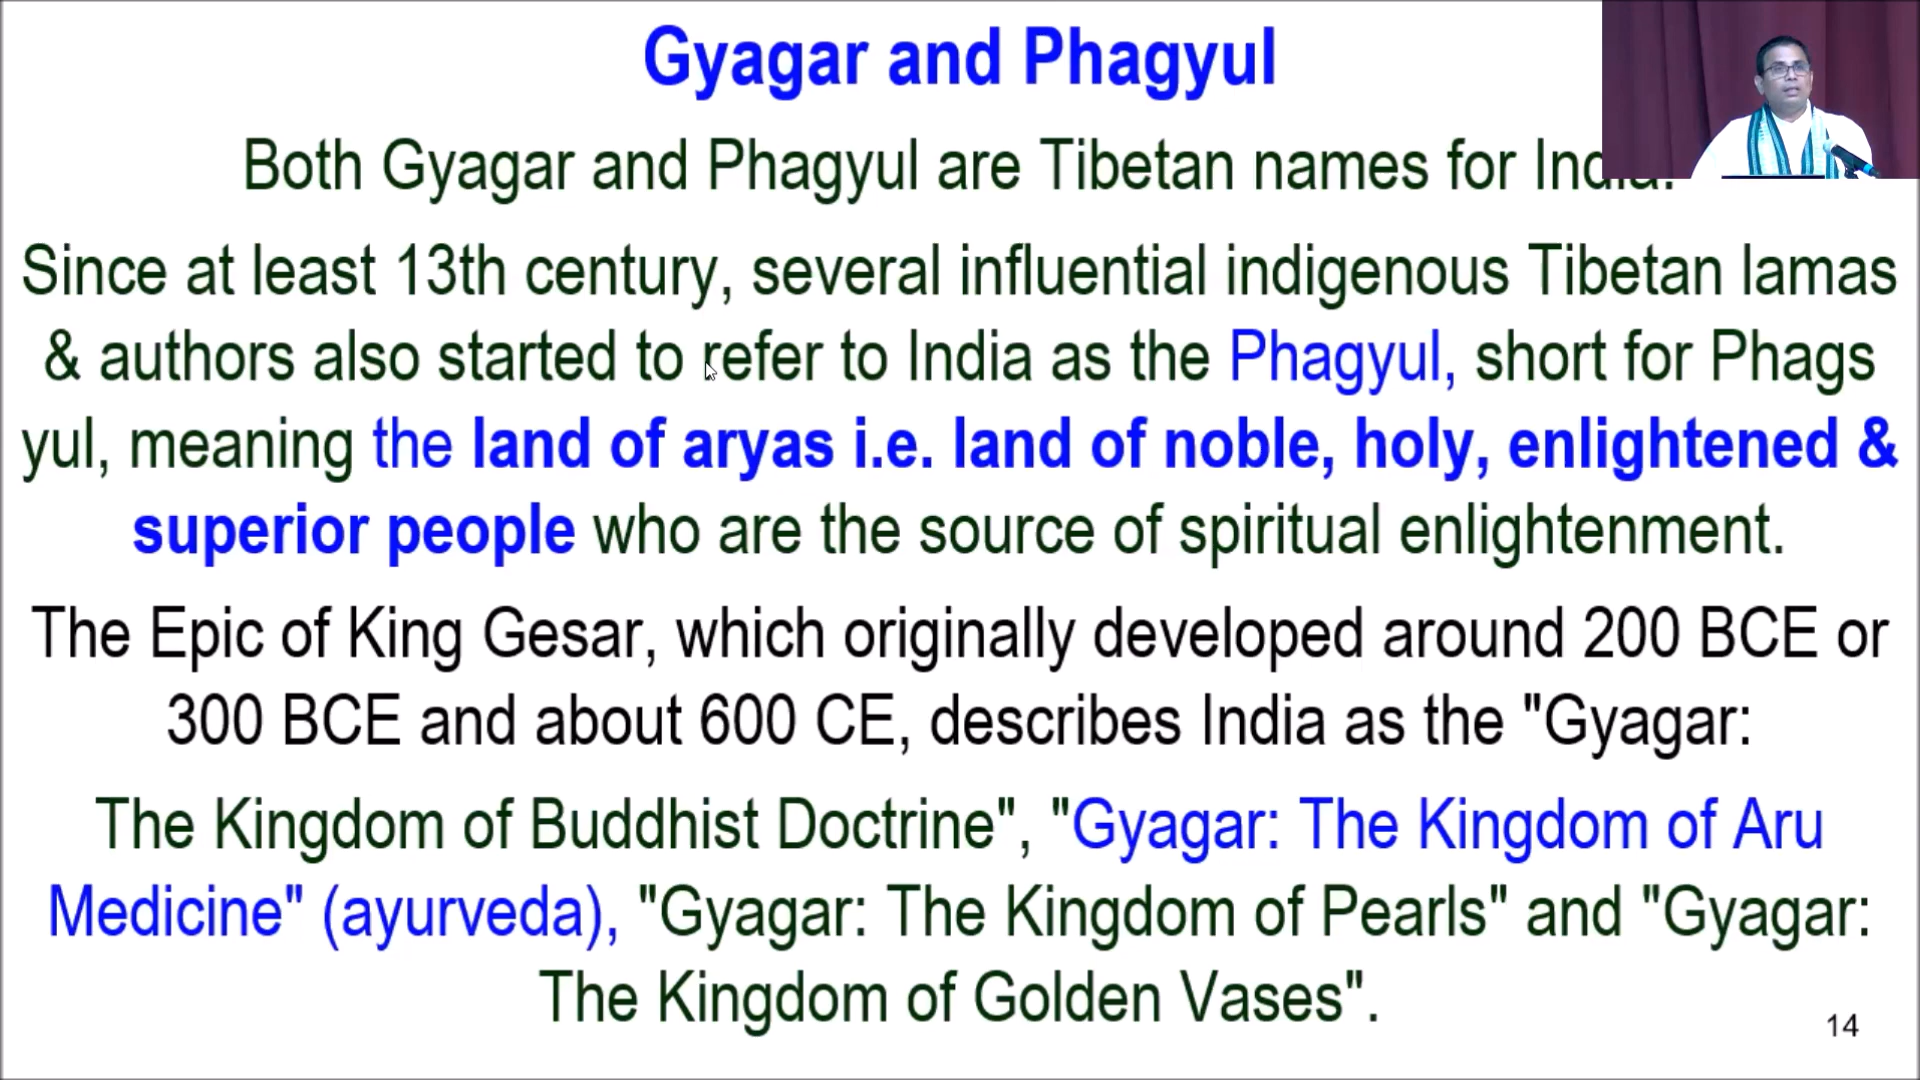 Gyagar and Phagyul
Both Gyagar and Phagyul are Tibetan names for India.
Since at least 13th century, several influential indigenous Tibetan lamas
& authors also started to refer to India as the Phagyul, short for Phags
yul, meaning the land of aryas i.e. land of noble, holy, enlightened &
superior people who are the source of spiritual enlightenment.
The Epic of King Gesar, which originally developed around 200 BCE or
300 BCE and about 600 CE, describes India as the "Gyagar:
The Kingdom of Buddhist Doctrine", "Gyagar: The Kingdom of Aru
Medicine" (ayurveda), "Gyagar: The Kingdom of Pearls" and "Gyagar:
The Kingdom of Golden Vases".
14